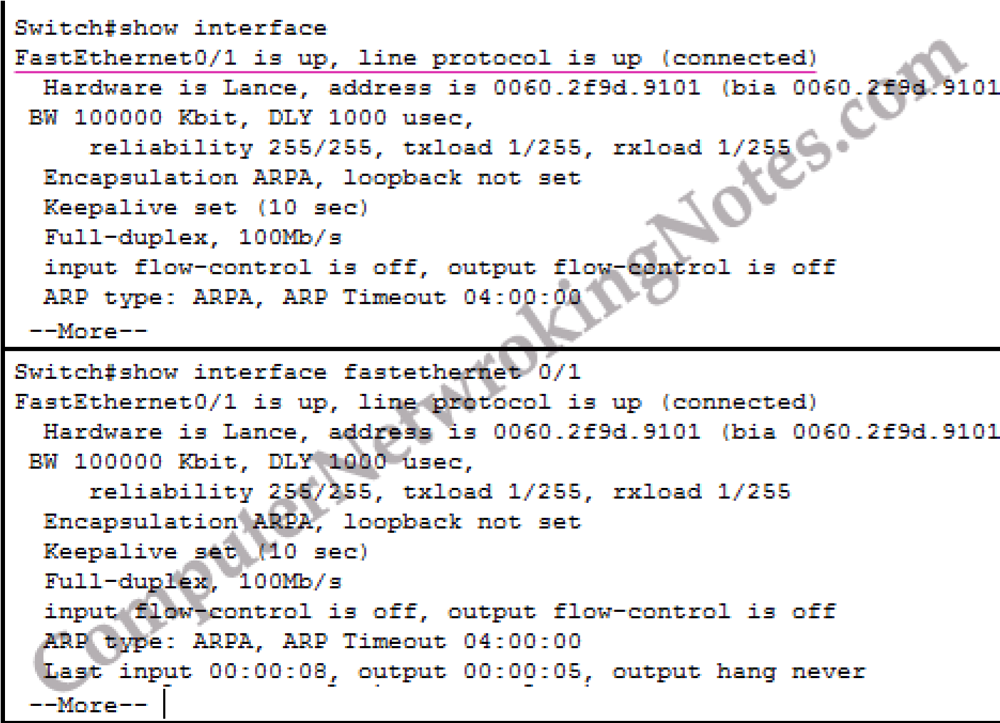 Switch#show interface
FastEthernet0/1 is up, line protocol is up (connected)
Hardware is Lance, address is 0060.2f9d.9101 (bia 0060.2f9d.9101
BW 100000 Kbit, DLY 1000 usec,
reliability 255/255, txload 1/255, rxload 1/255
Encapsulation ARPA, loopback not set
Keepalive set (10 sec)
Full-duplex, 100Mb/s
input flow-control is off, output flow-control is off
ARP type: ARPA, ARP Timeout 04:00:00
--More--
Switch#show interface fastethernet 0/1
FastEthernet0/1 is up, line protocol is up (connected)
Hardware is Lance, address is 0060.2f9d.9101 (bia 0060.2f9d.9101
BW 100000 Kbit, DLY 1000 usec,
reliability 255/255, txload 1/255, rxload 1/255
Encapsulation ARPA, loopback not set
Keepalive set (10 sec)
Full-duplex, 100Mb/s
input flow-control is off, output flow-control is off
ARP type: ARPA, ARP Timeout 04:00:00
Last input 00:00:08, output 00:00:05, output hang never
--More--
ComputerNetwrokingNotes.com